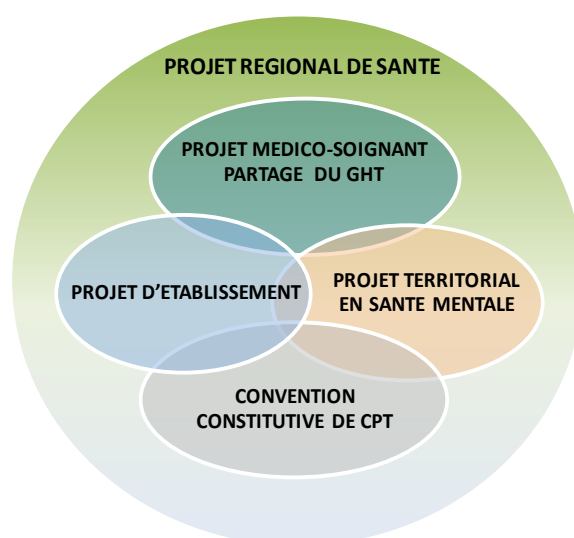 PROJET REGIONAL DE SANTE
PROJET MEDICO-SOIGNANT
PARTAGE DU GHT
PROJET D'ETABLISSEMENT
PROJET TERRITORIAL
EN SANTE MENTALE
CONVENTION
CONSTITUTIVE DE CPT